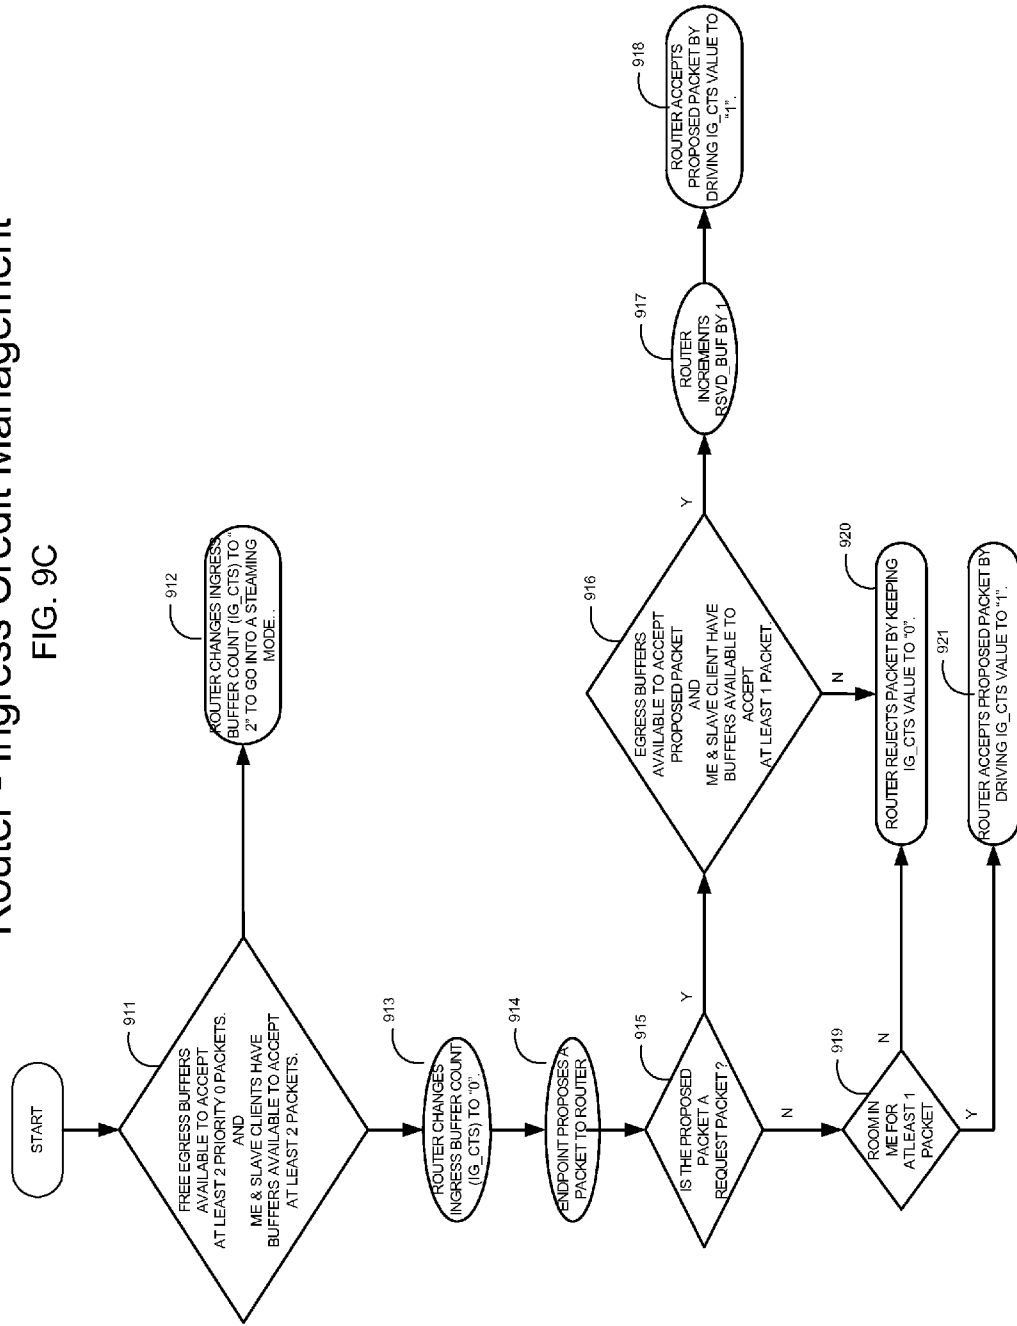 Router - Ingress Credit Management
FIG. 9C
START
911
FREE EGRESS BUFFERS
AVAILABLE TO ACCEPT
AT LEAST 2 PRIORITY 0 PACKETS.
AND
ME & SLAVE CLIENTS HAVE
BUFFERS AVAILABLE TO ACCEPT
AT LEAST 2 PACKETS.
912
ROUTER CHANGES INGRESS
BUFFER COUNT (IG_CTS) TO "
2" TO GO INTO A STEAMING
MODE. .
913
ROUTER CHANGES
INGRESS BUFFER COUNT
(IG_CTS) TO "0".
914
ENDPOINT PROPOSES A
PACKET TO ROUTER
915
IS THE PROPOSED
PACKET A
REQUEST PACKET ?
Y
N
916
EGRESS BUFFERS
AVAILABLE TO ACCEPT
PROPOSED PACKET
AND
ME & SLAVE CLIENT HAVE
BUFFERS AVAILABLE TO
ACCEPT
AT LEAST 1 PACKET.
Y
N
917
ROUTER
INCREMENTS
RSVD_BUF BY 1
918
ROUTER ACCEPTS
PROPOSED PACKET BY
DRIVING IG_CTS VALUE TO
"1".
919
ROOM IN
ME FOR
ATLEAST 1
PACKET
N
Y
920
ROUTER REJECTS PACKET BY KEEPING
IG_CTS VALUE TO "0".
921
ROUTER ACCEPTS PROPOSED PACKET BY
DRIVING IG_CTS VALUE TO "1".